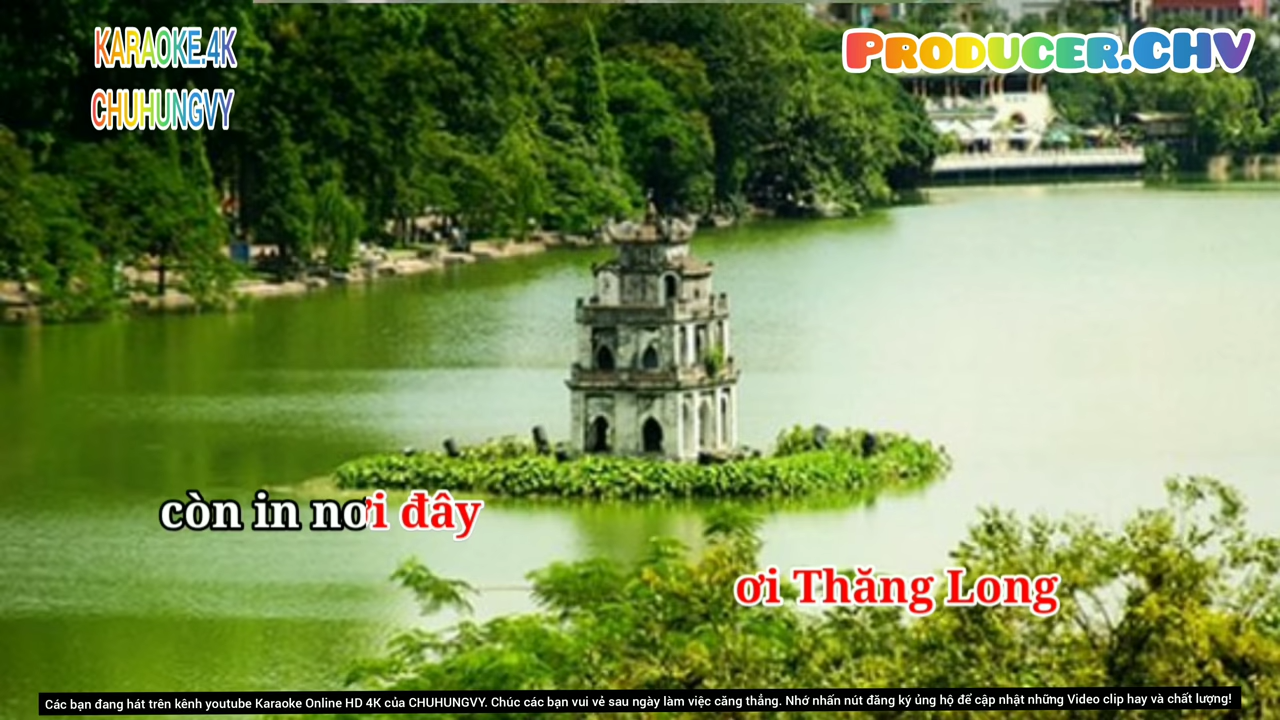 KARAOKE.4K
CHUHUNGVY
PRODUCER.CHV
còn in nơi đây
ơi Thăng Long
Các bạn đang hát trên kênh youtube Karaoke Online HD 4K của CHUHUNGVY. Chúc các bạn vui vẻ sau ngày làm việc căng thẳng. Nhớ nhấn nút đăng ký ủng hộ để cập nhật những Video clip hay và chất lượng!